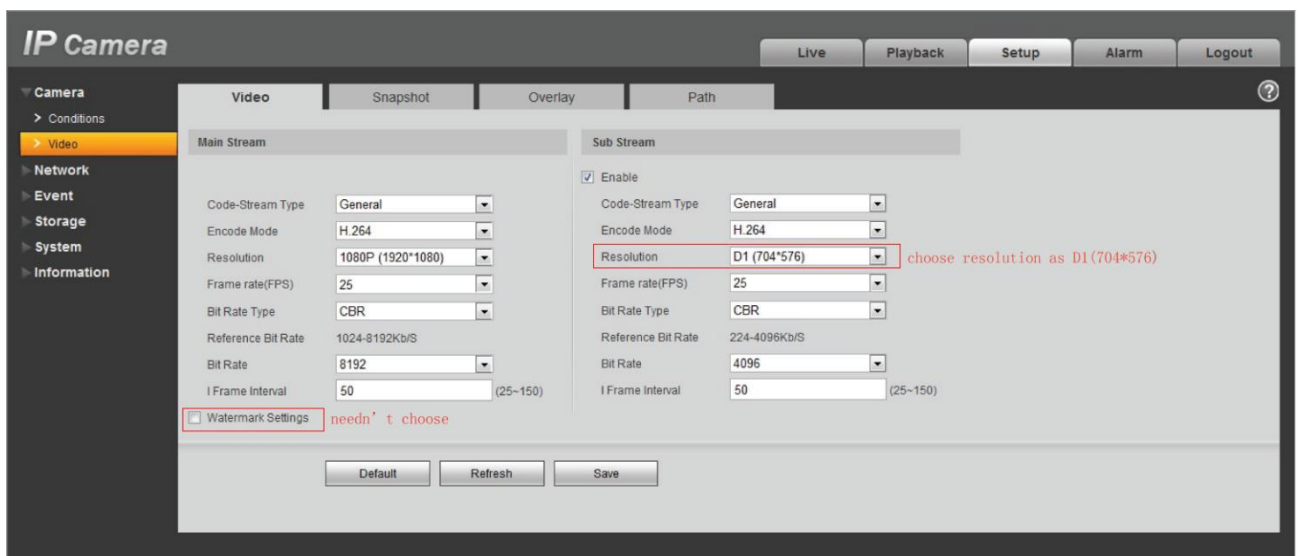 IP Camera
Live Playback Setup Alarm Logout
Camera
> Conditions
> Video
Network
Event
Storage
System
Information
Video Snapshot Overlay Path
?
Main Stream
Code-Stream Type General
Encode Mode H.264
Resolution 1080P (1920*1080)
Frame rate(FPS) 25
Bit Rate Type CBR
Reference Bit Rate 1024-8192Kb/S
Bit Rate 8192
I Frame Interval 50 (25~150)
Watermark Settings needn’t choose
Sub Stream
Enable
Code-Stream Type General
Encode Mode H.264
Resolution D1 (704*576) choose resolution as D1(704*576)
Frame rate(FPS) 25
Bit Rate Type CBR
Reference Bit Rate 224-4096Kb/S
Bit Rate 4096
I Frame Interval 50 (25~150)
Default Refresh Save